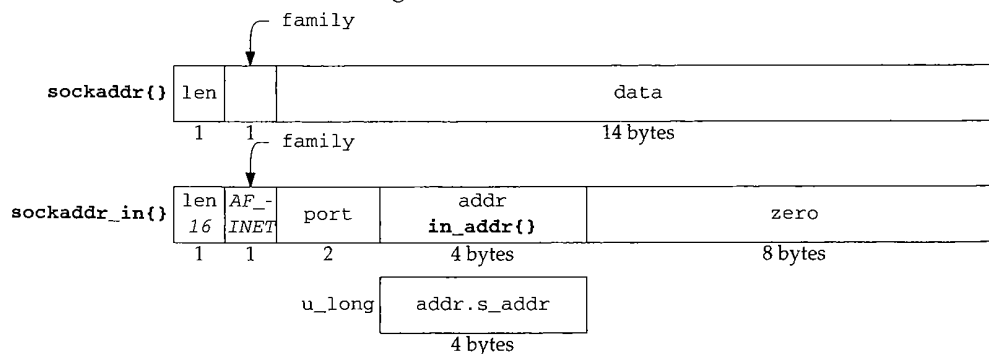 family
sockaddr{} len data
1 1 14 bytes
family
sockaddr_in{} len 16 AF_-INET port addr in_addr{} zero
1 1 2 4 bytes 8 bytes
u_long addr.s_addr
4 bytes